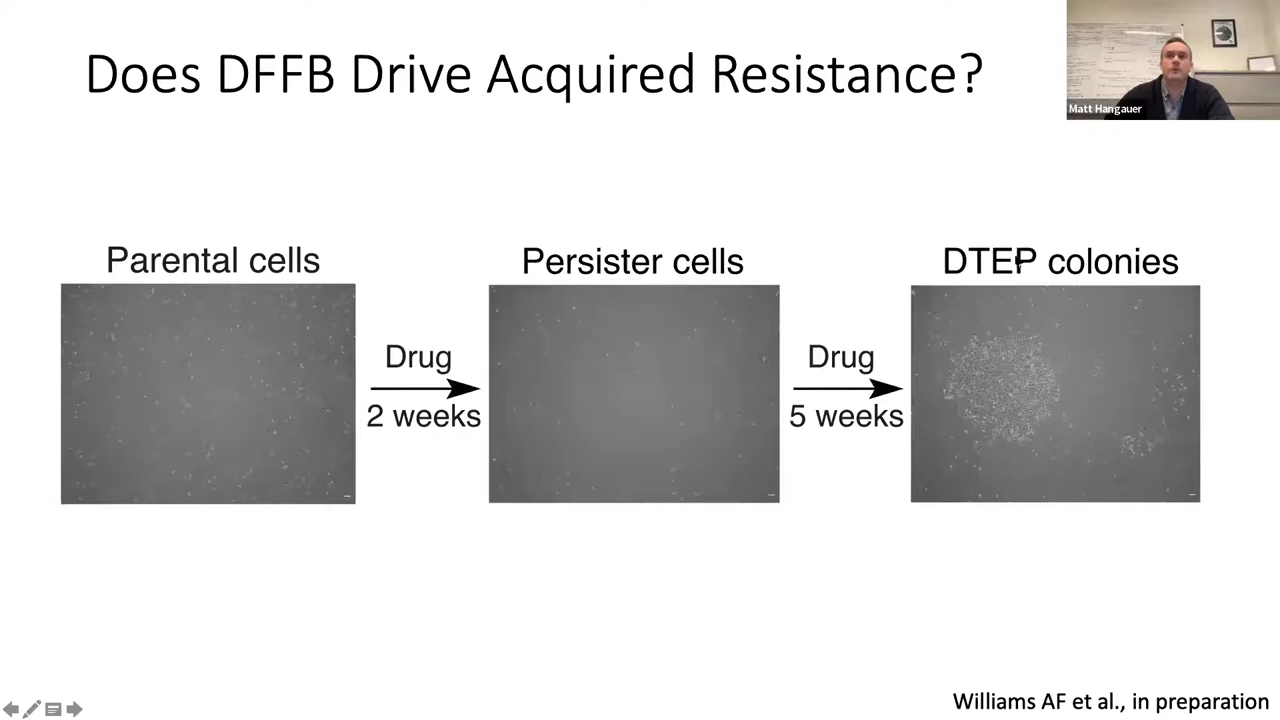 Does DFFB Drive Acquired Resistance?
Matt Hangauer
Parental cells
Drug
2 weeks
Persister cells
Drug
5 weeks
DTEP colonies
Williams AF et al., in preparation